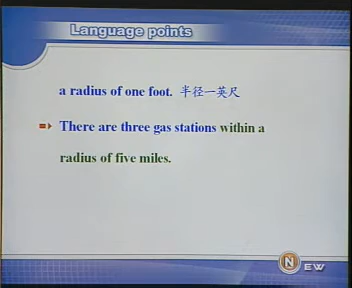 Language points
a radius of one foot. 半径一英尺
There are three gas stations within a
radius of five miles.
NEW